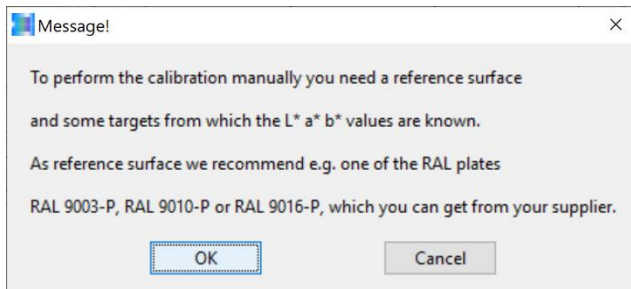 Message!
To perform the calibration manually you need a reference surface
and some targets from which the L* a* b* values are known.
As reference surface we recommend e.g. one of the RAL plates
RAL 9003-P, RAL 9010-P or RAL 9016-P, which you can get from your supplier.
OK Cancel